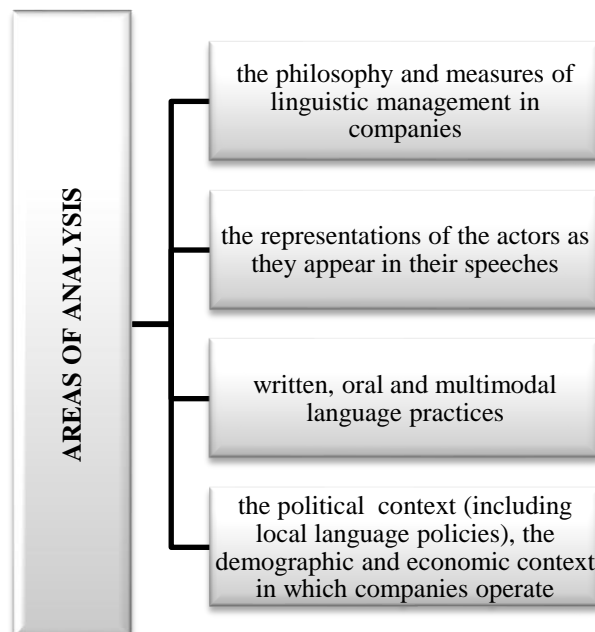 AREAS OF ANALYSIS
the philosophy and measures of
linguistic management in
companies
the representations of the actors as
they appear in their speeches
written, oral and multimodal
language practices
the political context (including
local language policies), the
demographic and economic context
in which companies operate